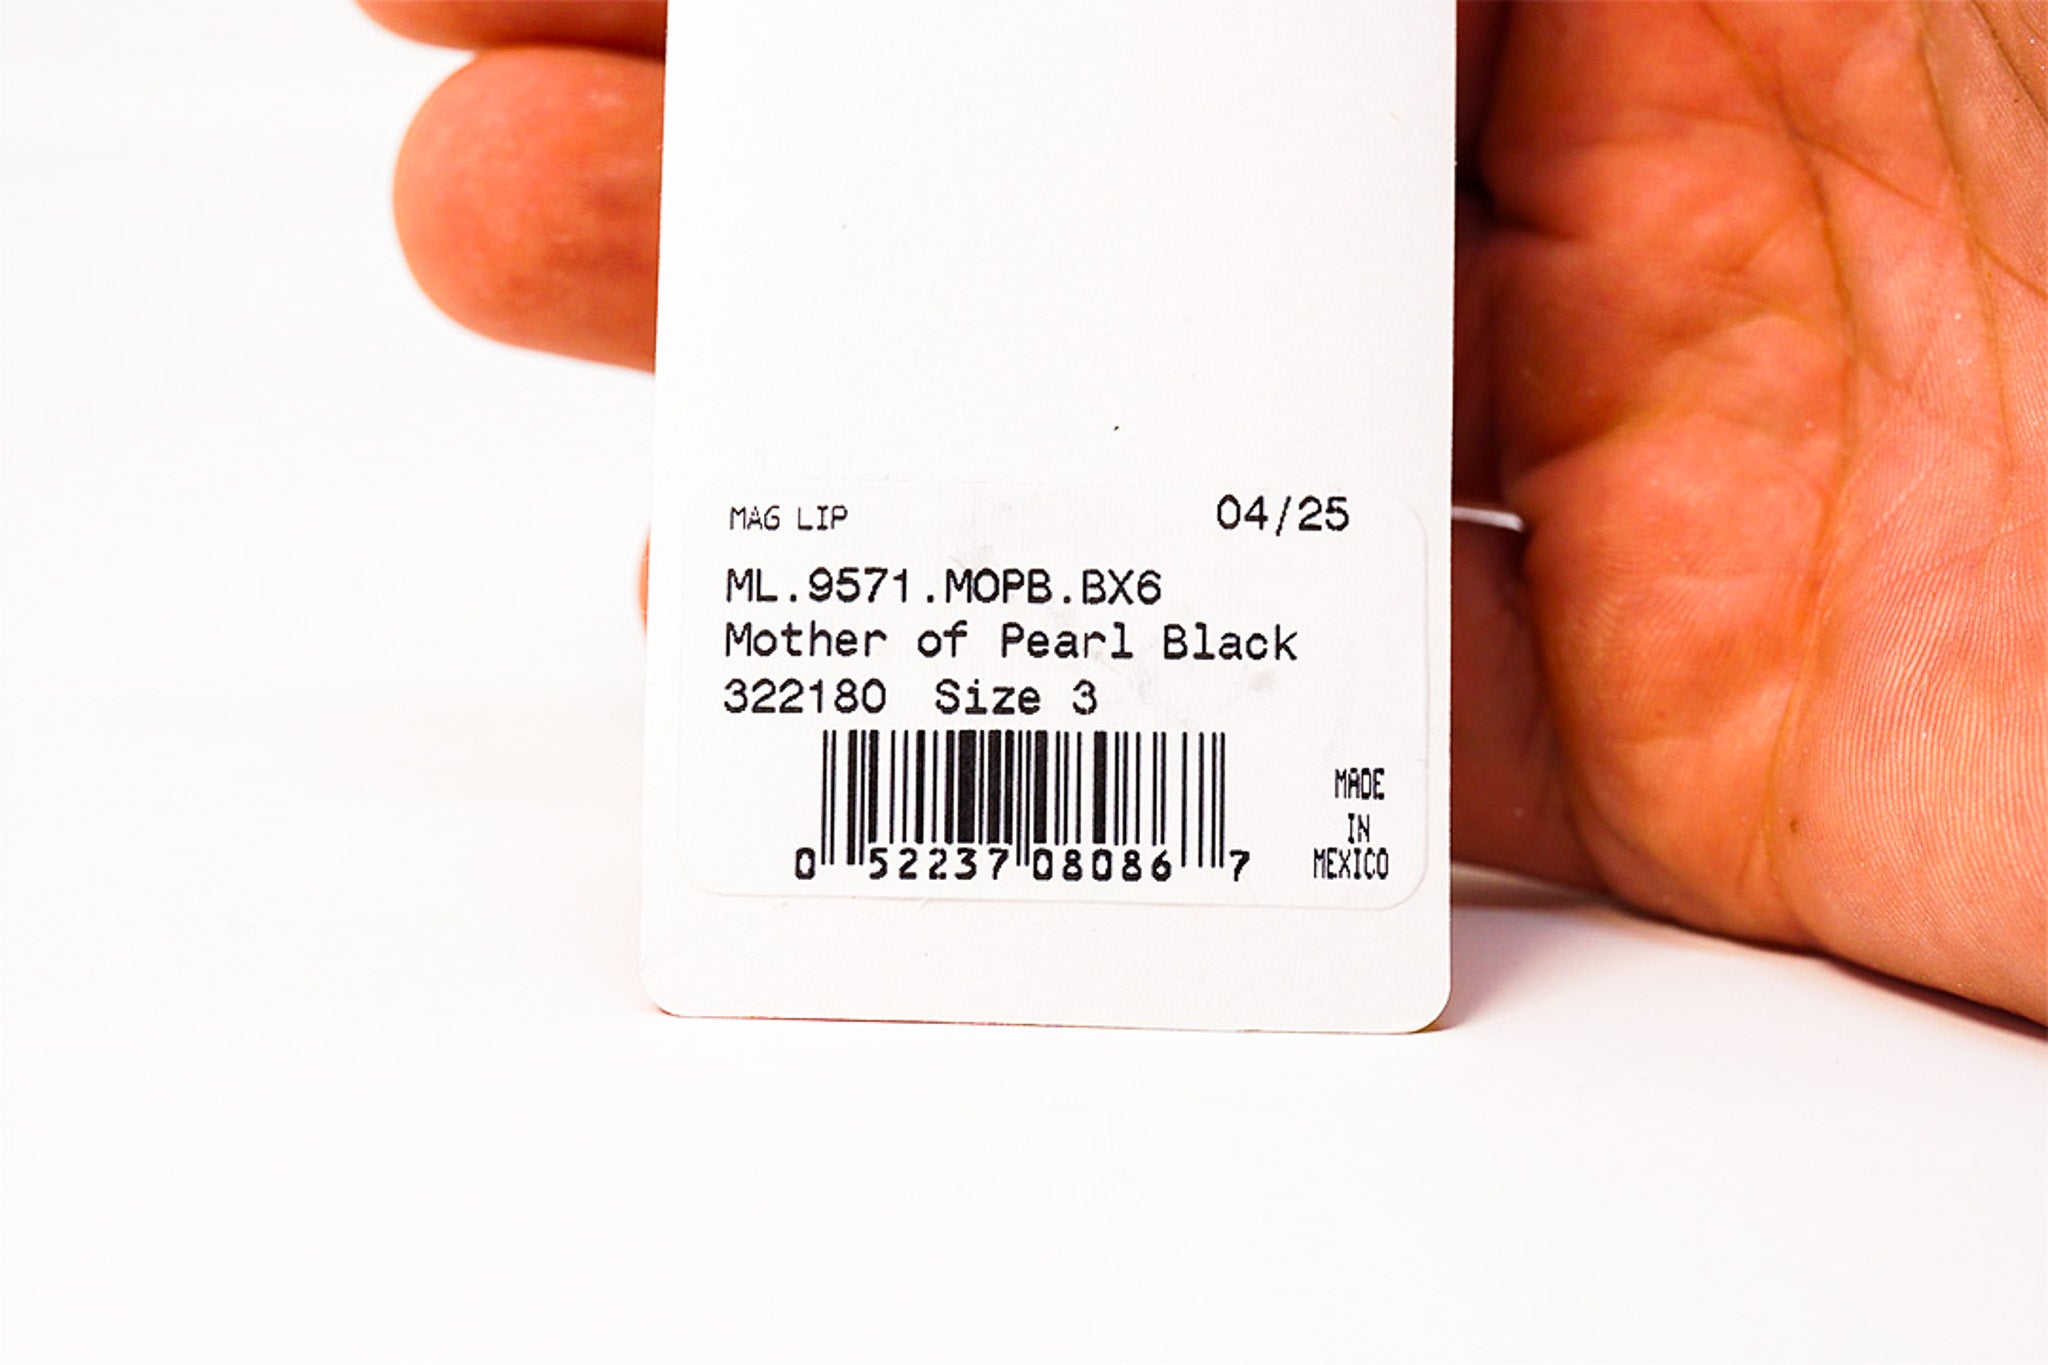 MAG LIP 04/25
ML.9571.MOPB.BX6
Mother of Pearl Black
322180 Size 3
0 52237 08086 7
MADE
IN
MEXICO